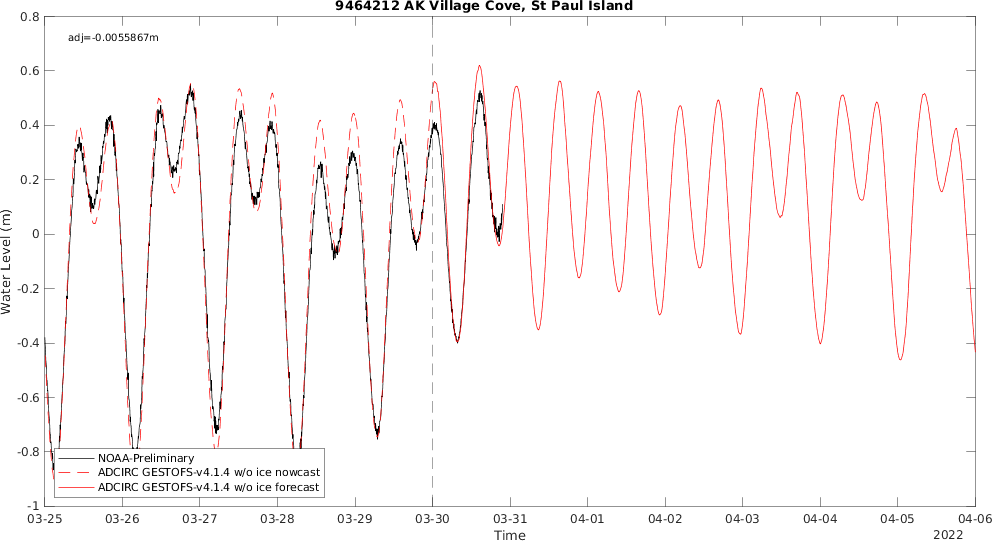 9464212 AK Village Cove, St Paul Island
adj=-0.0055867m
Water Level (m)
0.8
0.6
0.4
0.2
0
-0.2
-0.4
-0.6
-0.8
-1
NOAA-Preliminary
ADCIRC GESTOFS-v4.1.4 w/o ice nowcast
ADCIRC GESTOFS-v4.1.4 w/o ice forecast
03-25 03-26 03-27 03-28 03-29 03-30 03-31 04-01 04-02 04-03 04-04 04-05 04-06
Time
2022